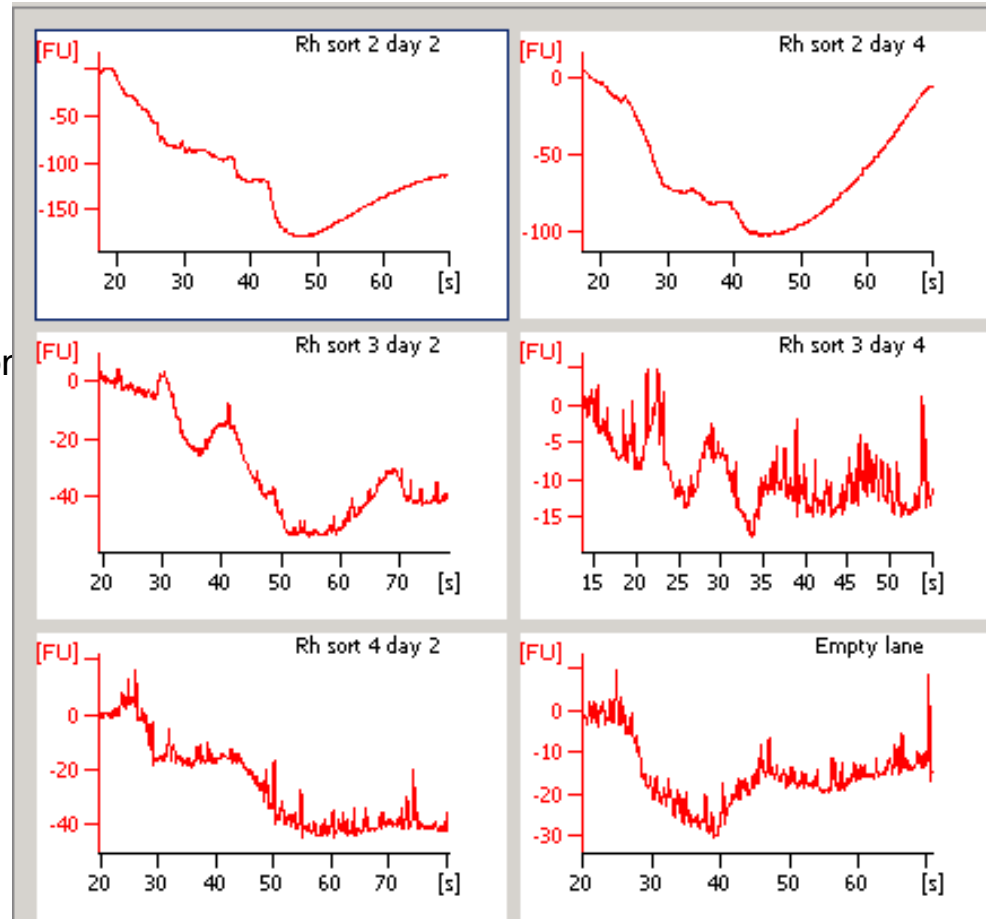 Rh sort 2 day 2
[FU]
-50
-100
-150
20 30 40 50 60 [s]
Rh sort 2 day 4
[FU]
0
-50
-100
20 30 40 50 60 [s]
or
Rh sort 3 day 2
[FU]
0
-20
-40
20 30 40 50 60 70 [s]
Rh sort 3 day 4
[FU]
0
-5
-10
-15
15 20 25 30 35 40 45 50 [s]
Rh sort 4 day 2
[FU]
0
-20
-40
20 30 40 50 60 70 [s]
Empty lane
[FU]
0
-10
-20
-30
20 30 40 50 60 [s]